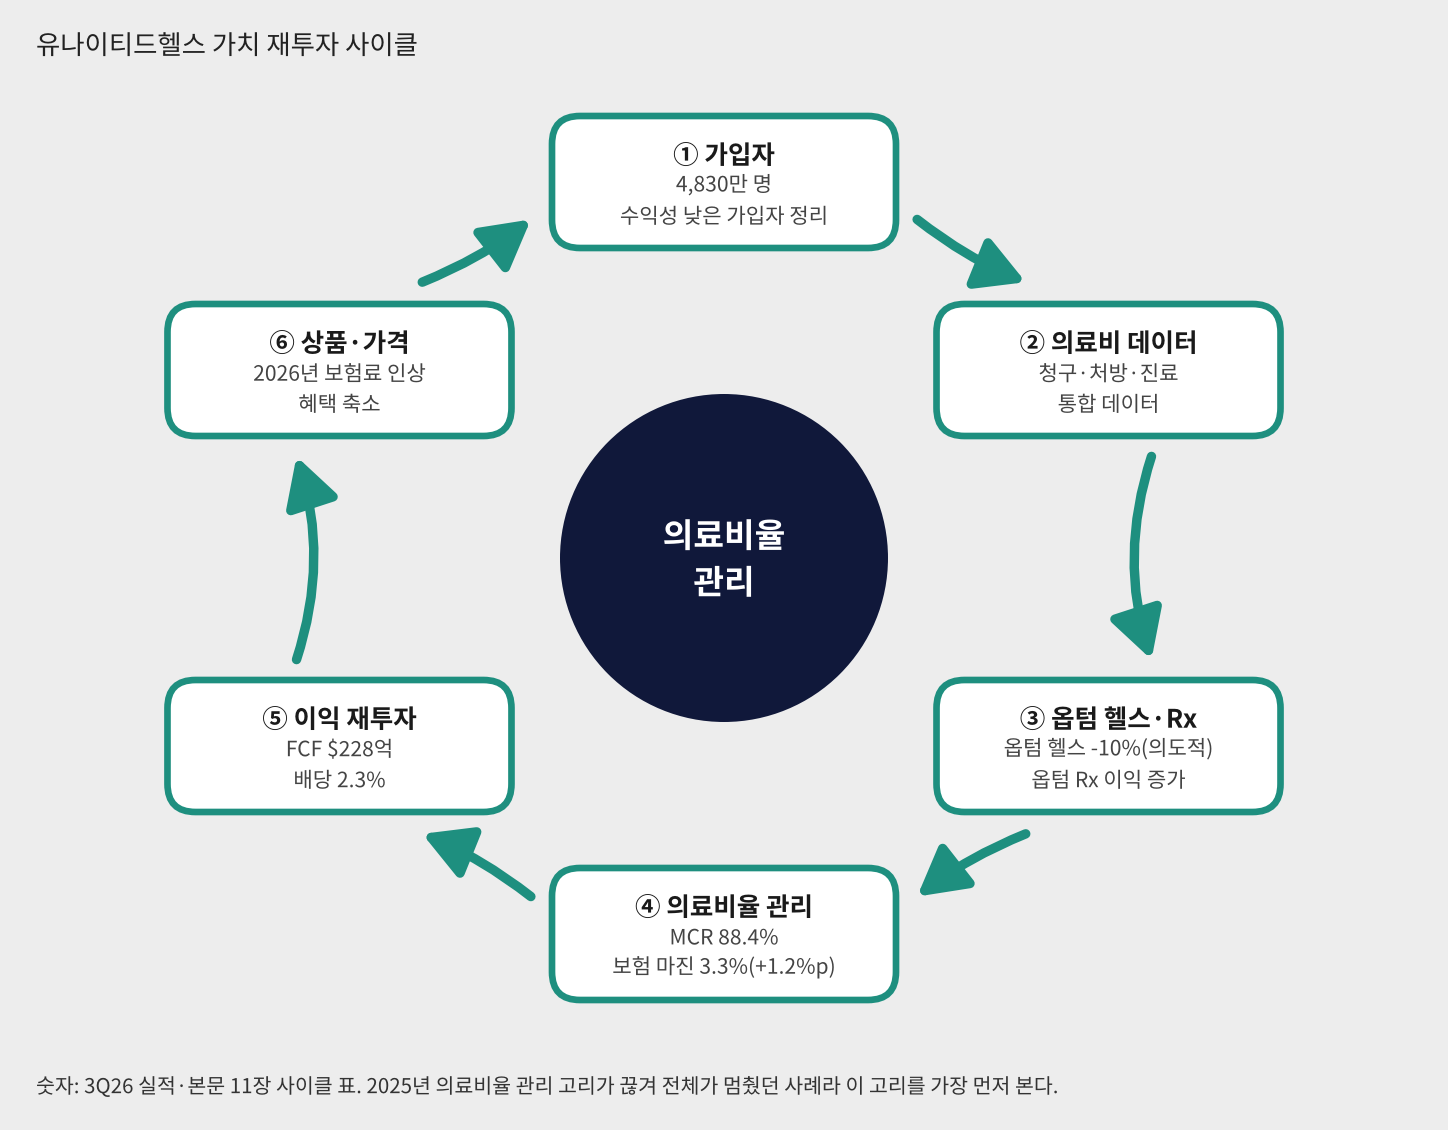 유나이티드헬스 가치 재투자 사이클
① 가입자
4,830만 명
수익성 낮은 가입자 정리
② 의료비 데이터
청구·처방·진료
통합 데이터
③ 옵텀 헬스·Rx
옵텀 헬스 -10%(의도적)
옵텀 Rx 이익 증가
④ 의료비율 관리
MCR 88.4%
보험 마진 3.3%(+1.2%p)
⑤ 이익 재투자
FCF $228억
배당 2.3%
⑥ 상품·가격
2026년 보험료 인상
혜택 축소
의료비율
관리
숫자: 3Q26 실적·본문 11장 사이클 표. 2025년 의료비율 관리 고리가 끊겨 전체가 멈췄던 사례라 이 고리를 가장 먼저 본다.